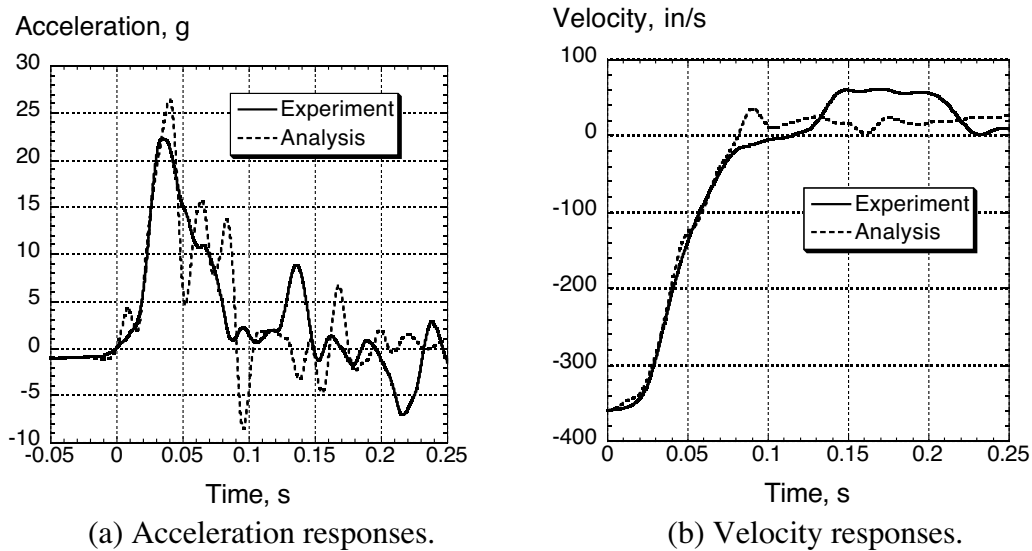 Acceleration, g
30
25
20
15
10
5
0
-5
-10
-0.05 0 0.05 0.1 0.15 0.2 0.25
Experiment
Analysis
Time, s
(a) Acceleration responses.
Velocity, in/s
100
0
-100
-200
-300
-400
0 0.05 0.1 0.15 0.2 0.25
Experiment
Analysis
Time, s
(b) Velocity responses.